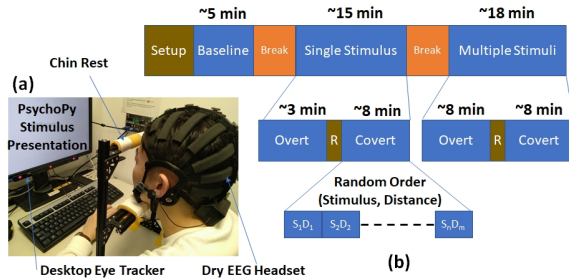 ~5 min
~15 min
~18 min
Setup
Baseline
Break
Single Stimulus
Break
Multiple Stimuli
Chin Rest
(a)
PsychoPy
Stimulus
Presentation
~3 min
~8 min
~8 min
~8 min
Overt
R
Covert
Overt
R
Covert
Random Order
(Stimulus, Distance)
S₁D₁
S₂D₂
SₙDₘ
Desktop Eye Tracker
Dry EEG Headset
(b)